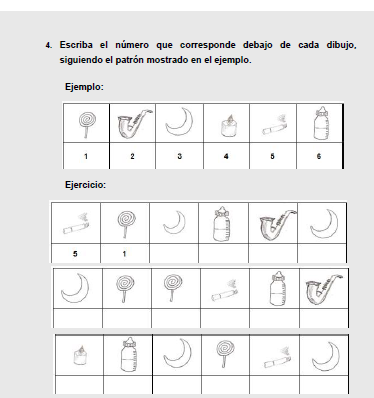 4. Escriba el número que corresponde debajo de cada dibujo,
siguiendo el patrón mostrado en el ejemplo.
Ejemplo:
1 2 3 4 5 6
Ejercicio:
5 1